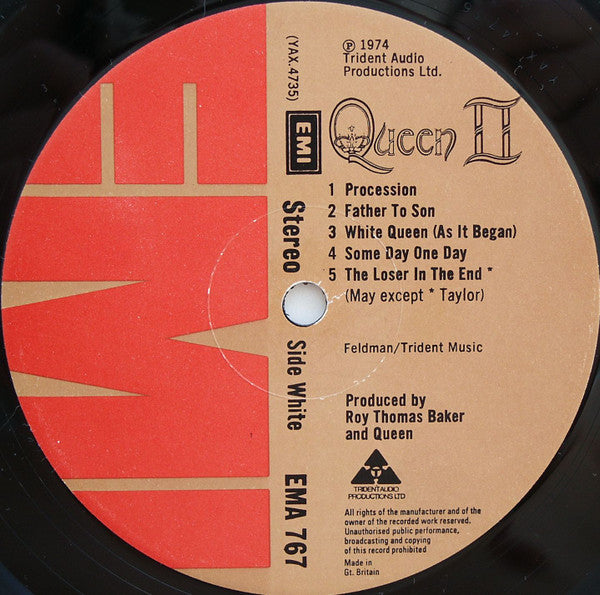 ℗ 1974
Trident Audio
Productions Ltd.
(YAX.4735)
EMI
Queen II
1 Procession
2 Father To Son
3 White Queen (As It Began)
4 Some Day One Day
5 The Loser In The End *
(May except * Taylor)
Stereo
Side White
EMA 767
Feldman/Trident Music
Produced by
Roy Thomas Baker
and Queen
TRIDENT AUDIO
PRODUCTIONS LTD
All rights of the manufacturer and of the
owner of the recorded work reserved.
Unauthorised public performance,
broadcasting and copying
of this record prohibited
Made in
Gt. Britain
EMI